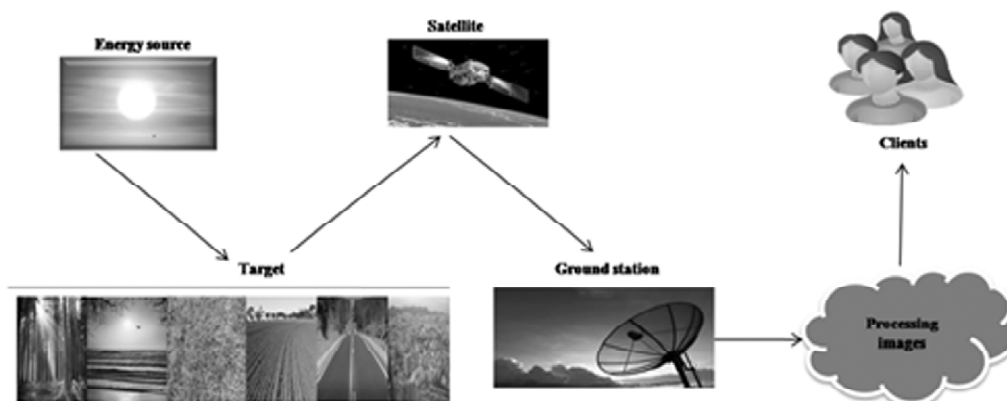 Energy source
Satellite
Clients
Target
Ground station
Processing
images